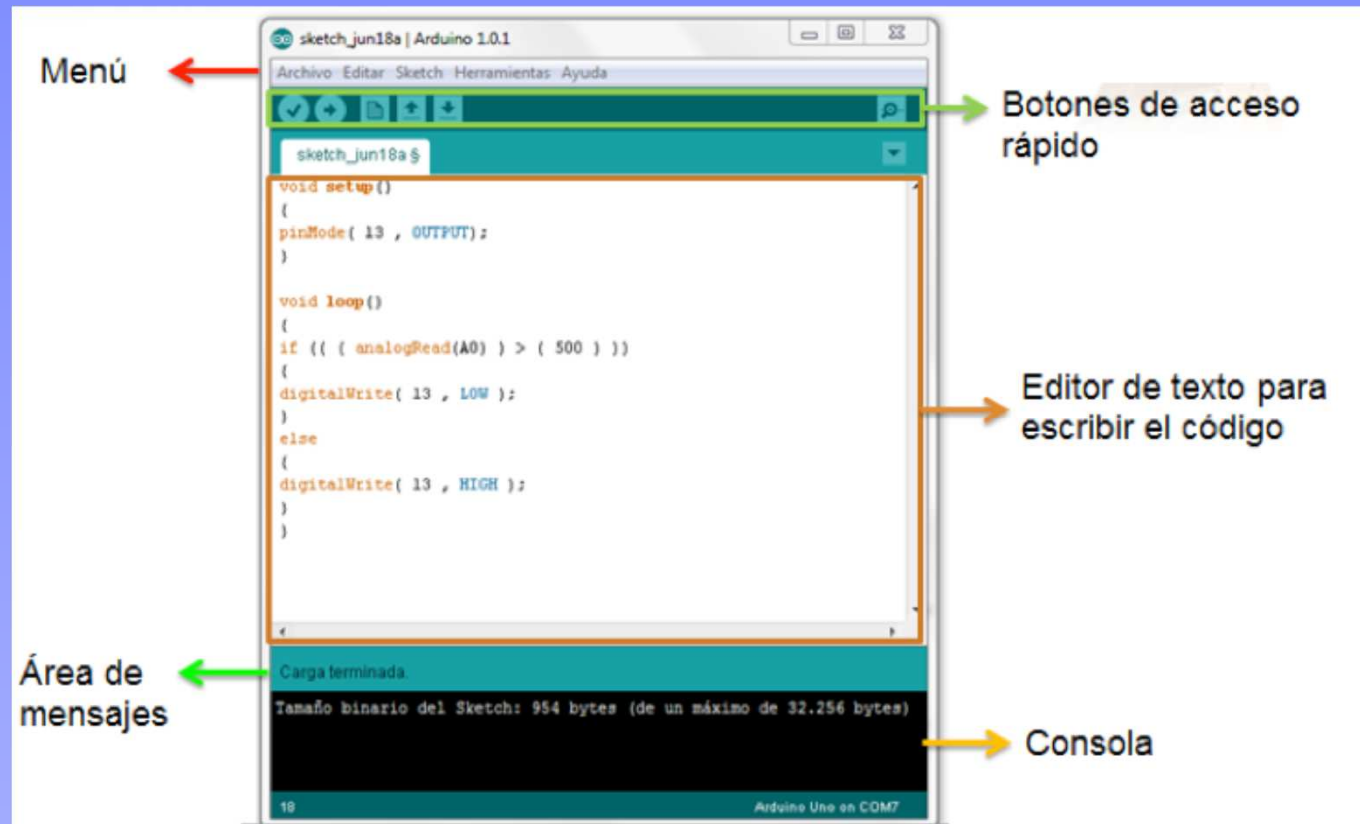 sketch_jun18a | Arduino 1.0.1
Menú
Archivo Editar Sketch Herramientas Ayuda
Botones de acceso
rápido
sketch_jun18a §
void setup()
{
pinMode( 13 , OUTPUT);
}
void loop()
{
if (( ( analogRead(A0) ) > ( 500 ) ))
{
digitalWrite( 13 , LOW );
}
else
{
digitalWrite( 13 , HIGH );
}
}
Editor de texto para
escribir el código
Área de
mensajes
Carga terminada.
Tamaño binario del Sketch: 954 bytes (de un máximo de 32.256 bytes)
Consola
18
Arduino Uno on COM7